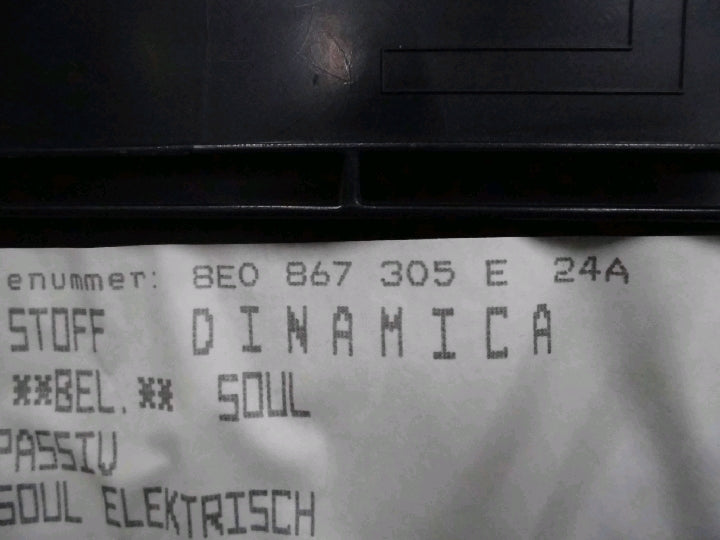 enummer: 8E0 867 305 E 24A
STOFF DINAMICA
**BEL.** SOUL
PASSIV
SOUL ELEKTRISCH